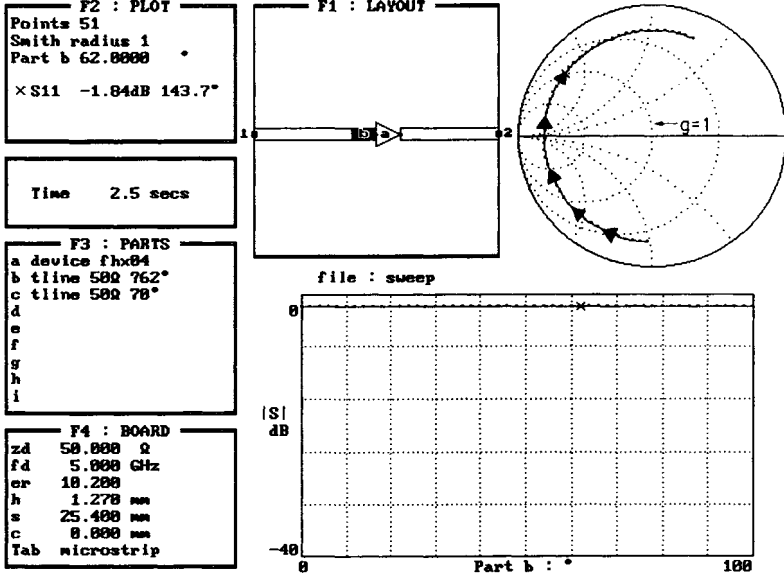 F2 : PLOT
Points 51
Smith radius 1
Part b 62.0000 °
×S11 -1.84dB 143.7°
F1 : LAYOUT
1
b
a
2
g=1
Time 2.5 secs
F3 : PARTS
a device fhx04
b tline 50Ω ?62°
c tline 50Ω 70°
d
e
f
g
h
i
file : sweep
0
|S|
dB
-40
0
Part b : °
100
F4 : BOARD
zd 50.000 Ω
fd 5.000 GHz
er 10.200
h 1.270 mm
s 25.400 mm
c 0.000 mm
Tab microstrip